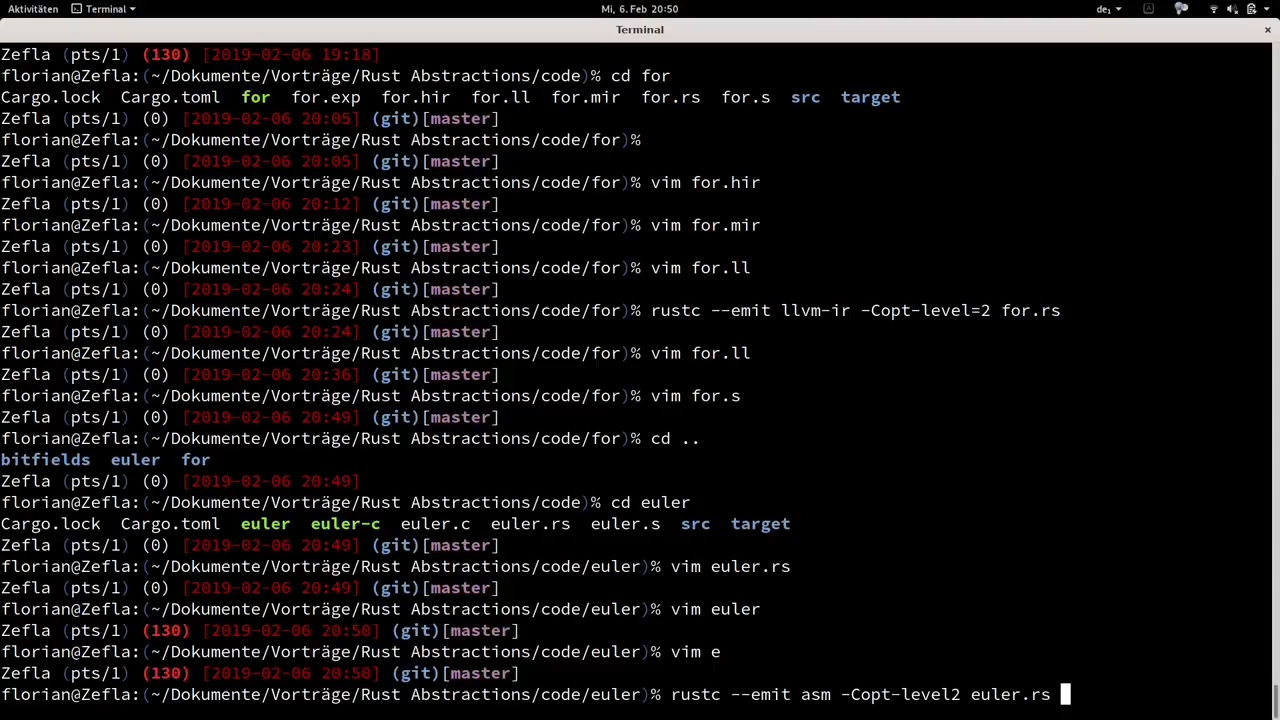 Aktivitäten Terminal Mi, 6. Feb 20:50 de₁
Terminal ×
Zefla (pts/1) (130) [2019-02-06 19:18]
florian@Zefla:(~/Dokumente/Vorträge/Rust Abstractions/code)% cd for
Cargo.lock Cargo.toml for for.exp for.hir for.ll for.mir for.rs for.s src target
Zefla (pts/1) (0) [2019-02-06 20:05] (git)[master]
florian@Zefla:(~/Dokumente/Vorträge/Rust Abstractions/code/for)%
Zefla (pts/1) (0) [2019-02-06 20:05] (git)[master]
florian@Zefla:(~/Dokumente/Vorträge/Rust Abstractions/code/for)% vim for.hir
Zefla (pts/1) (0) [2019-02-06 20:12] (git)[master]
florian@Zefla:(~/Dokumente/Vorträge/Rust Abstractions/code/for)% vim for.mir
Zefla (pts/1) (0) [2019-02-06 20:23] (git)[master]
florian@Zefla:(~/Dokumente/Vorträge/Rust Abstractions/code/for)% vim for.ll
Zefla (pts/1) (0) [2019-02-06 20:24] (git)[master]
florian@Zefla:(~/Dokumente/Vorträge/Rust Abstractions/code/for)% rustc --emit llvm-ir -Copt-level=2 for.rs
Zefla (pts/1) (0) [2019-02-06 20:24] (git)[master]
florian@Zefla:(~/Dokumente/Vorträge/Rust Abstractions/code/for)% vim for.ll
Zefla (pts/1) (0) [2019-02-06 20:36] (git)[master]
florian@Zefla:(~/Dokumente/Vorträge/Rust Abstractions/code/for)% vim for.s
Zefla (pts/1) (0) [2019-02-06 20:49] (git)[master]
florian@Zefla:(~/Dokumente/Vorträge/Rust Abstractions/code/for)% cd ..
bitfields euler for
Zefla (pts/1) (0) [2019-02-06 20:49]
florian@Zefla:(~/Dokumente/Vorträge/Rust Abstractions/code)% cd euler
Cargo.lock Cargo.toml euler euler-c euler.c euler.rs euler.s src target
Zefla (pts/1) (0) [2019-02-06 20:49] (git)[master]
florian@Zefla:(~/Dokumente/Vorträge/Rust Abstractions/code/euler)% vim euler.rs
Zefla (pts/1) (0) [2019-02-06 20:49] (git)[master]
florian@Zefla:(~/Dokumente/Vorträge/Rust Abstractions/code/euler)% vim euler
Zefla (pts/1) (130) [2019-02-06 20:50] (git)[master]
florian@Zefla:(~/Dokumente/Vorträge/Rust Abstractions/code/euler)% vim e
Zefla (pts/1) (130) [2019-02-06 20:50] (git)[master]
florian@Zefla:(~/Dokumente/Vorträge/Rust Abstractions/code/euler)% rustc --emit asm -Copt-level2 euler.rs